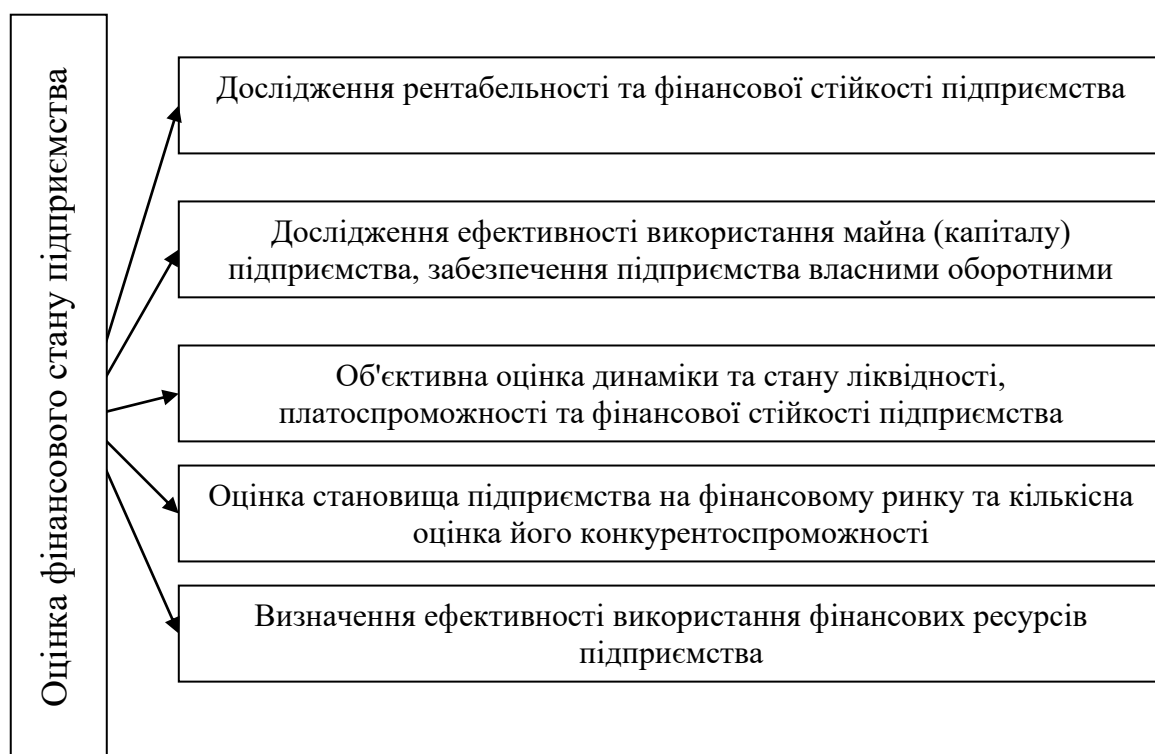 Оцінка фінансового стану підприємства
Дослідження рентабельності та фінансової стійкості підприємства
Дослідження ефективності використання майна (капіталу)
підприємства, забезпечення підприємства власними оборотними
Об'єктивна оцінка динаміки та стану ліквідності,
платоспроможності та фінансової стійкості підприємства
Оцінка становища підприємства на фінансовому ринку та кількісна
оцінка його конкурентоспроможності
Визначення ефективності використання фінансових ресурсів
підприємства